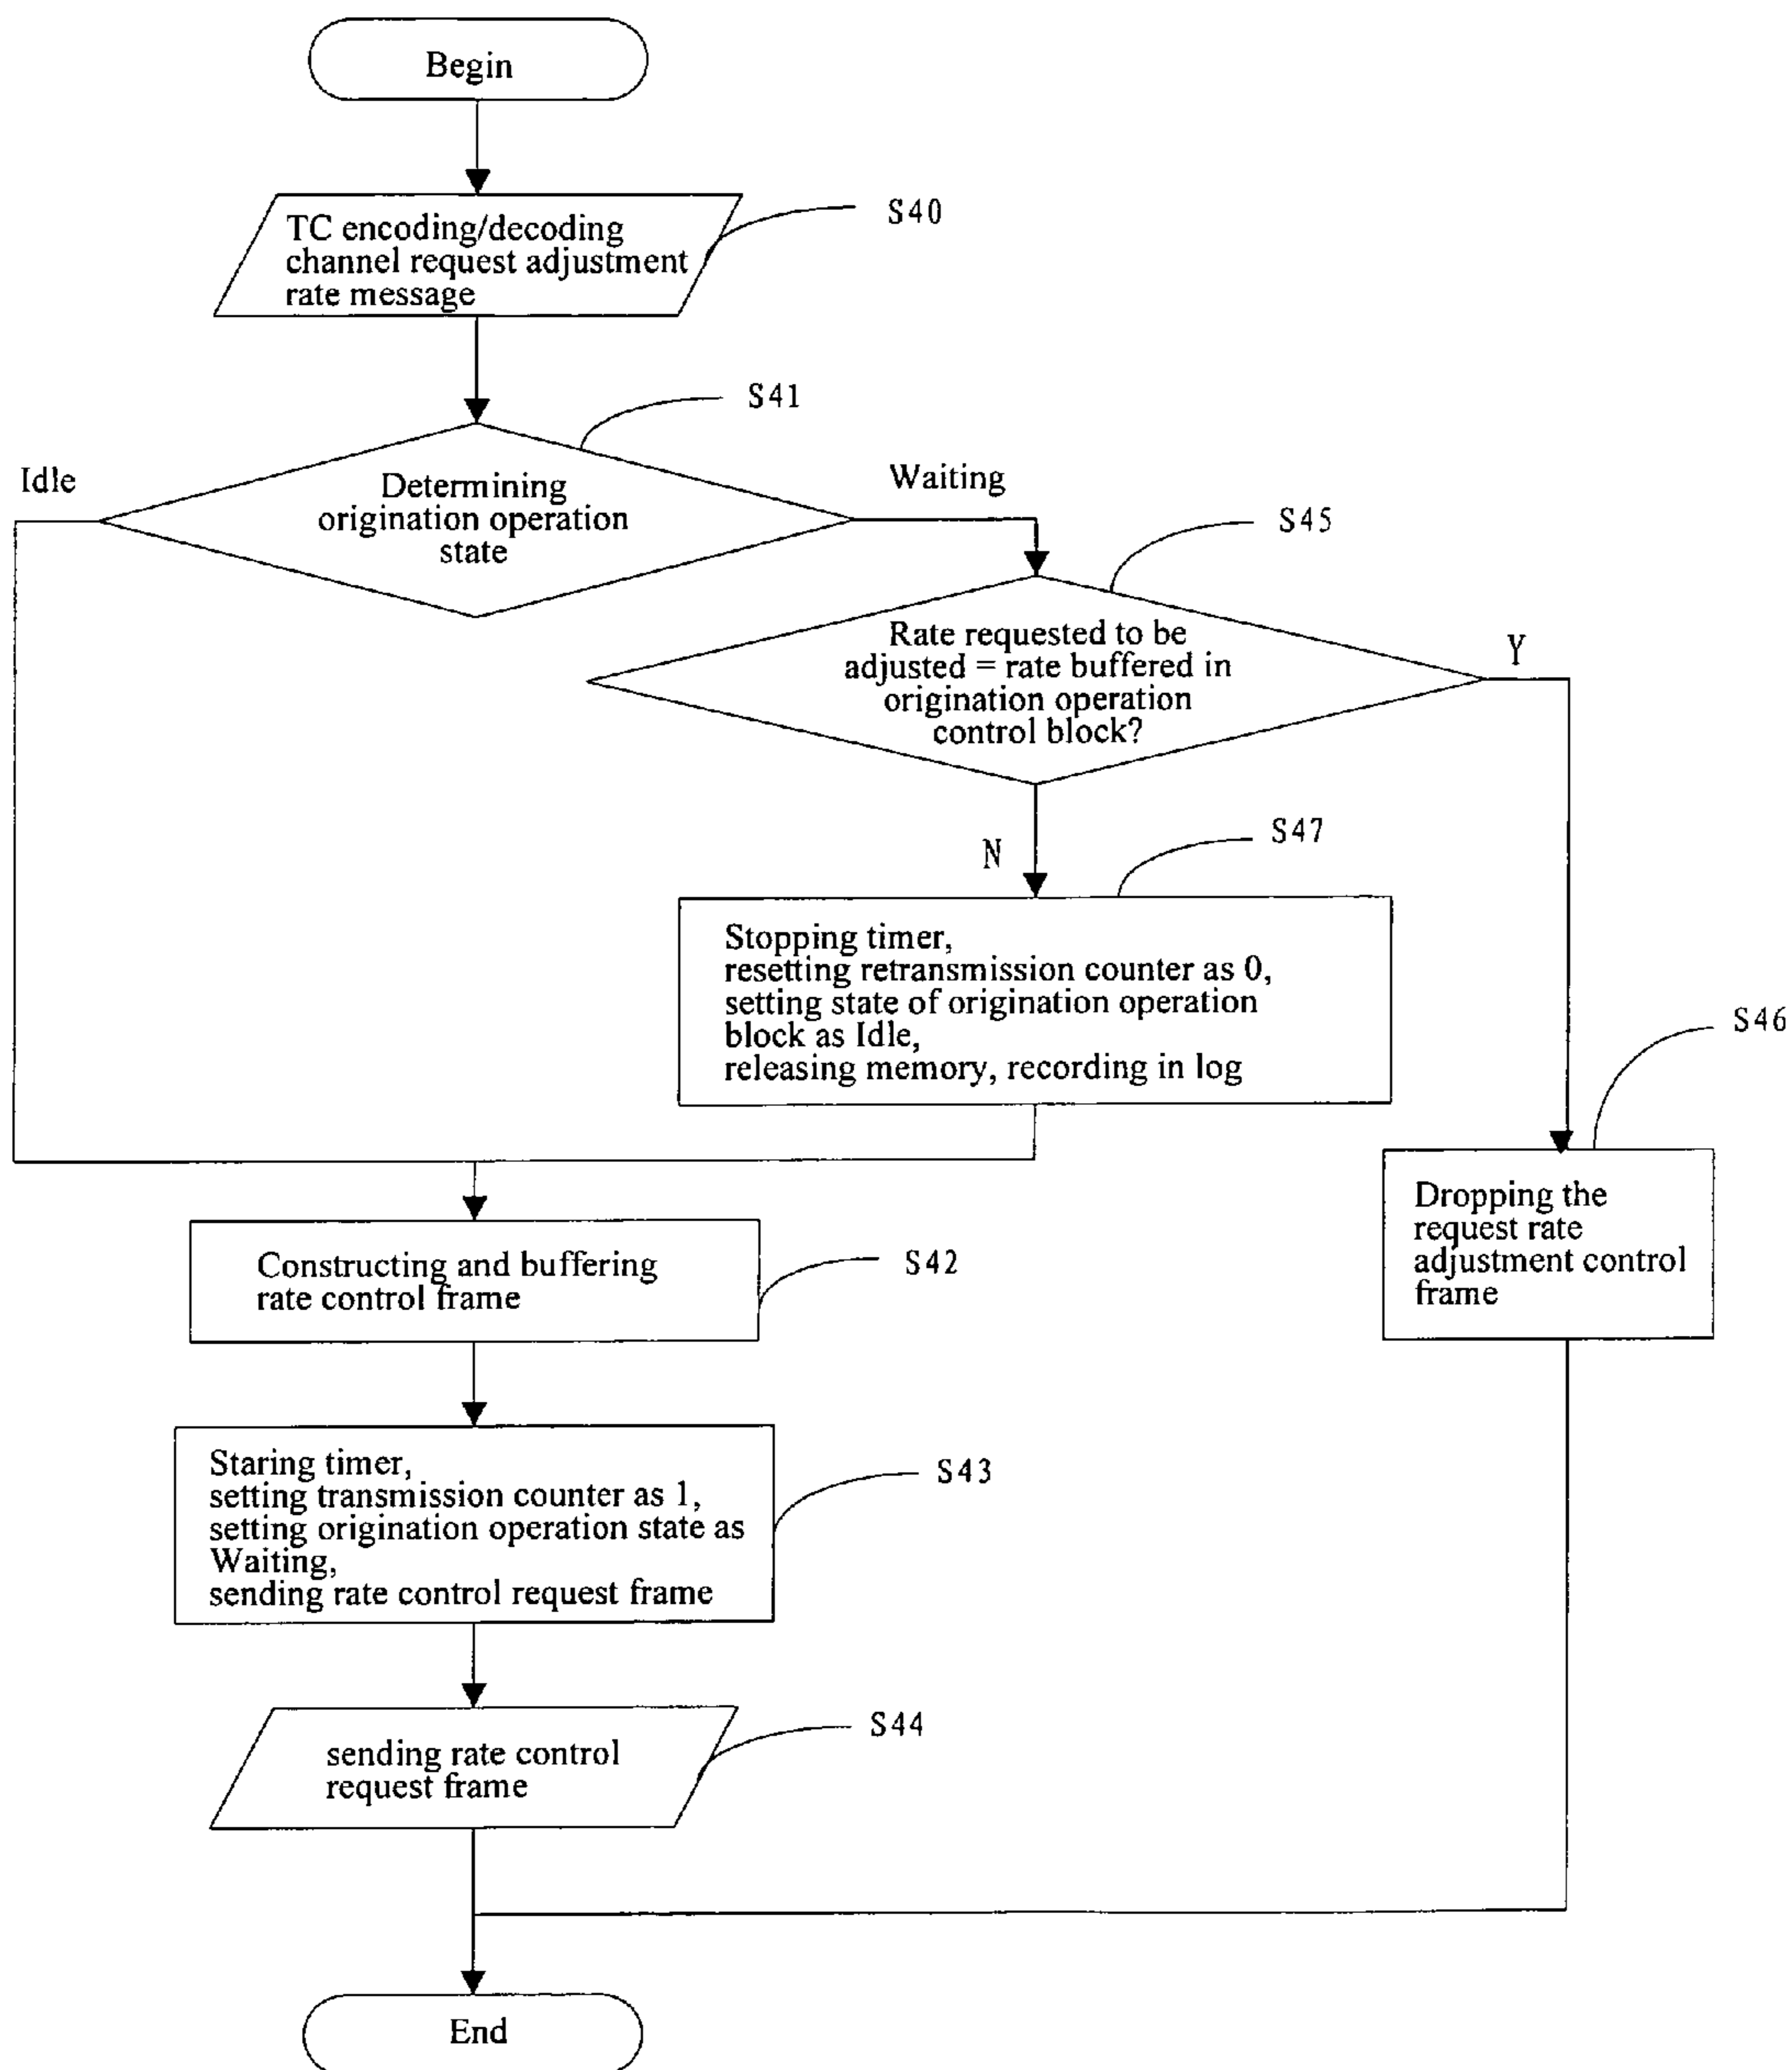 Begin
TC encoding/decoding
channel request adjustment
rate message
S40
S41
Idle
Determining
origination operation
state
Waiting
S45
Rate requested to be
adjusted = rate buffered in
origination operation
control block?
Y
N
S47
Stopping timer,
resetting retransmission counter as 0,
setting state of origination operation
block as Idle,
releasing memory, recording in log
S46
Dropping the
request rate
adjustment control
frame
Constructing and buffering
rate control frame
S42
Staring timer,
setting transmission counter as 1,
setting origination operation state as
Waiting,
sending rate control request frame
S43
sending rate control
request frame
S44
End